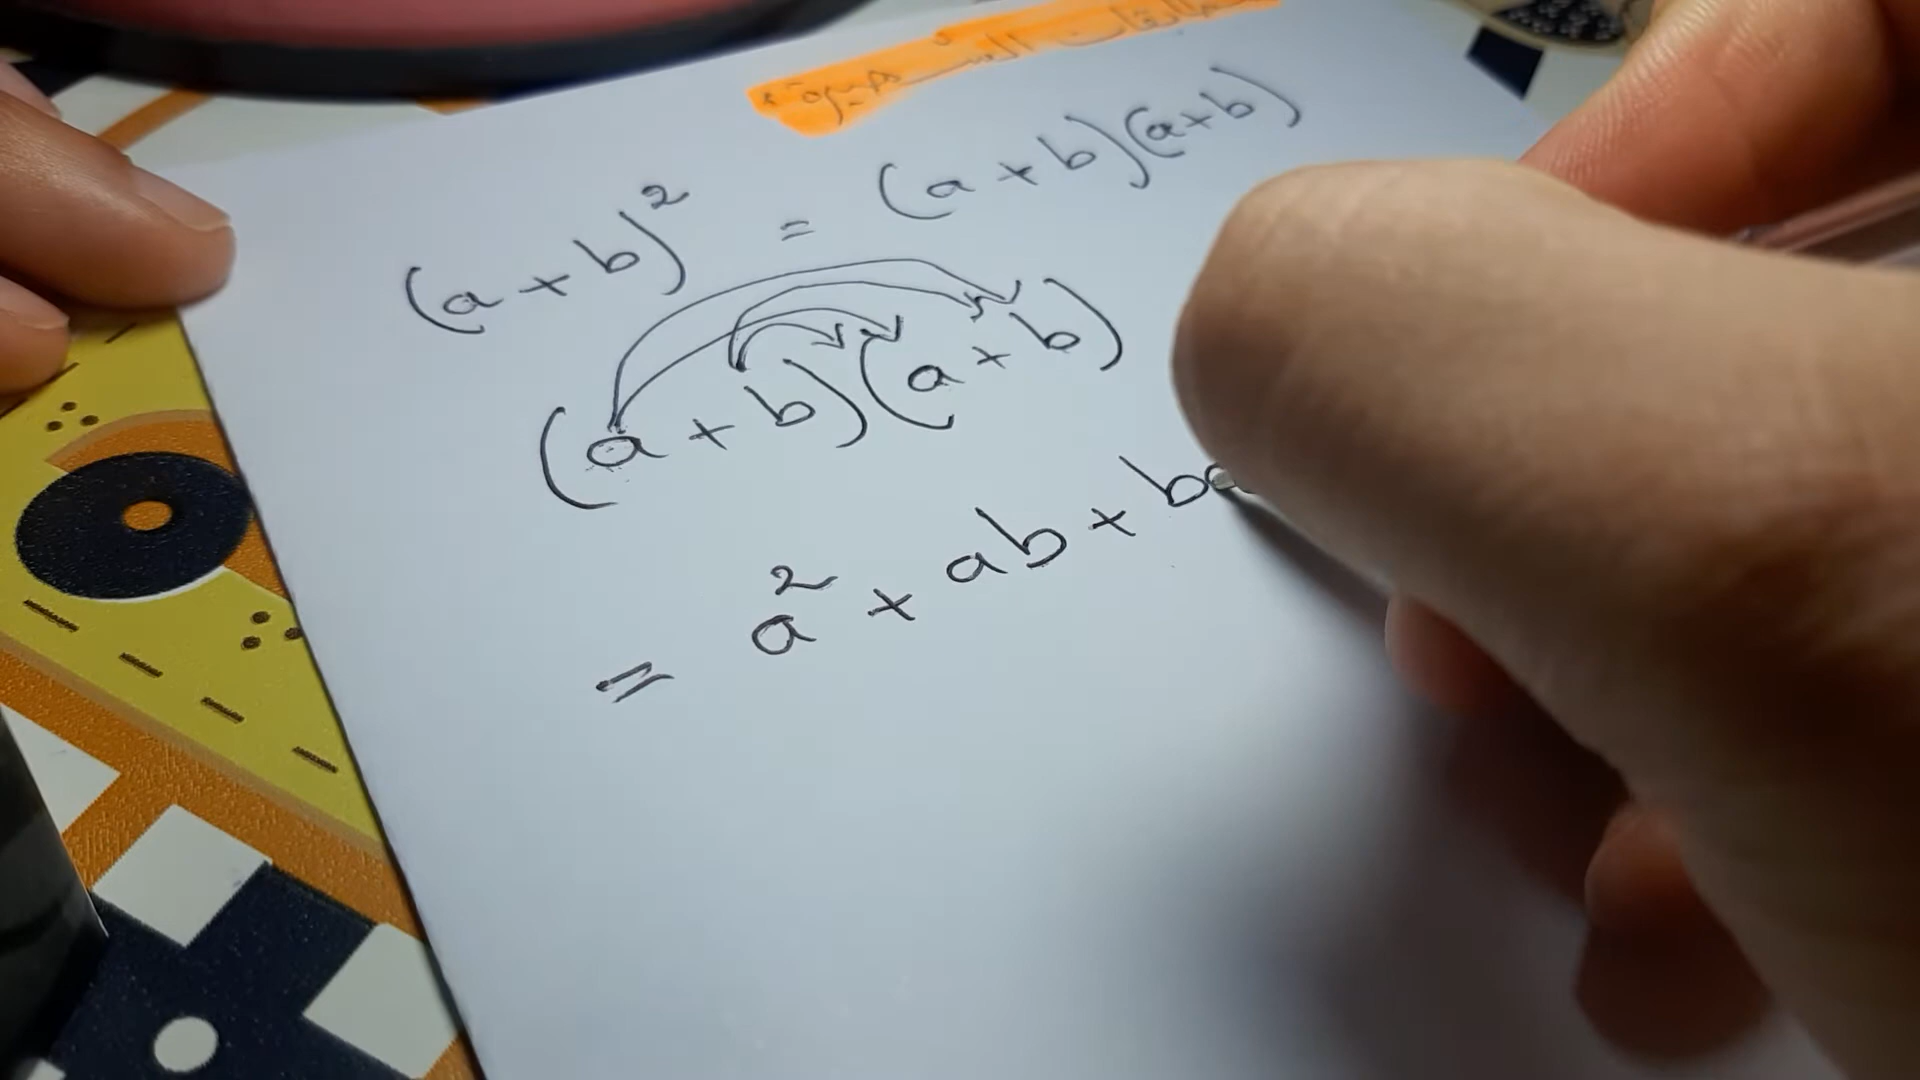 (a + b)² = (a + b)(a+b)
(a + b)(a + b)
= a² + ab + ba